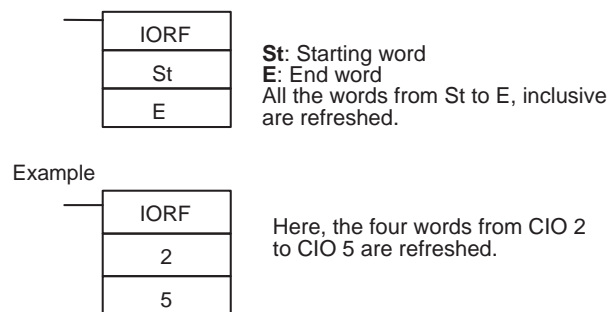 IORF
St
E
St: Starting word
E: End word
All the words from St to E, inclusive
are refreshed.
Example
IORF
2
5
Here, the four words from CIO 2
to CIO 5 are refreshed.